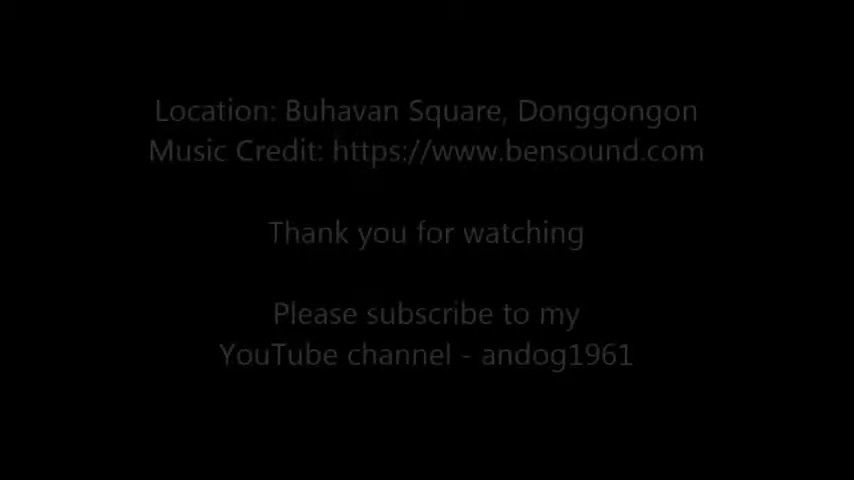 Location: Buhavan Square, Donggongon
Music Credit: https://www.bensound.com
Thank you for watching
Please subscribe to my
YouTube channel - andog1961